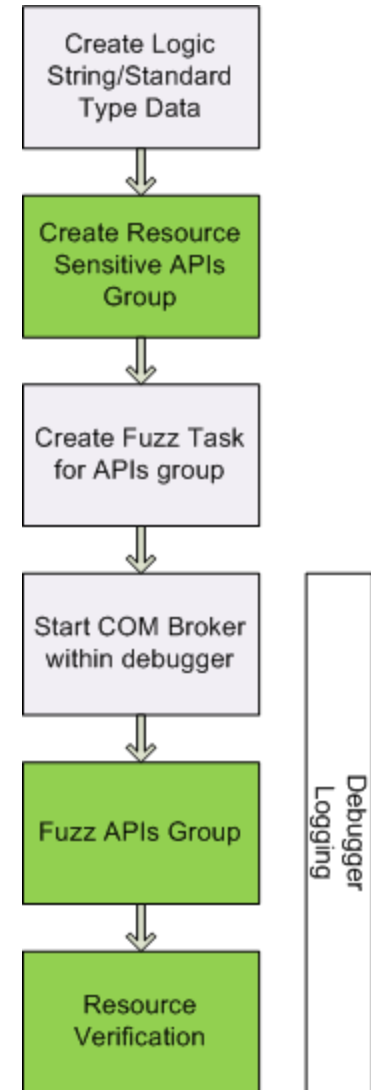 Create Logic
String/Standard
Type Data
Create Resource
Sensitive APIs
Group
Create Fuzz Task
for APIs group
Start COM Broker
within debugger
Fuzz APIs Group
Resource
Verification
Debugger
Logging